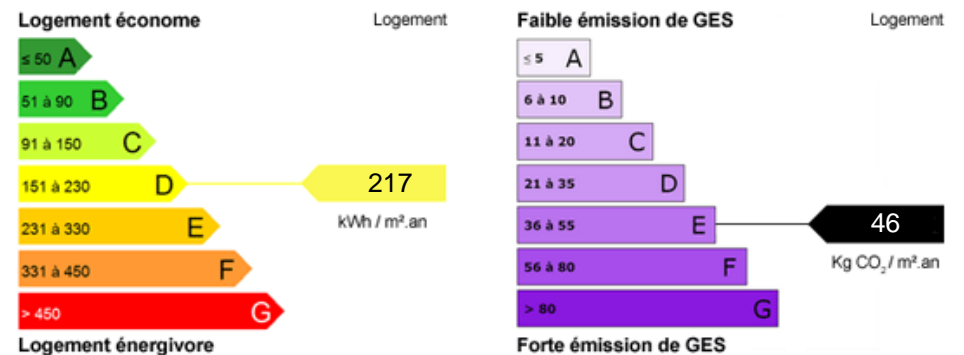 Logement économe Logement
≤ 50 A
51 à 90 B
91 à 150 C
151 à 230 D 217
kWh / m².an
231 à 330 E
331 à 450 F
> 450 G
Logement énergivore
Faible émission de GES Logement
≤ 5 A
6 à 10 B
11 à 20 C
21 à 35 D
36 à 55 E 46
Kg CO₂ / m².an
56 à 80 F
> 80 G
Forte émission de GES